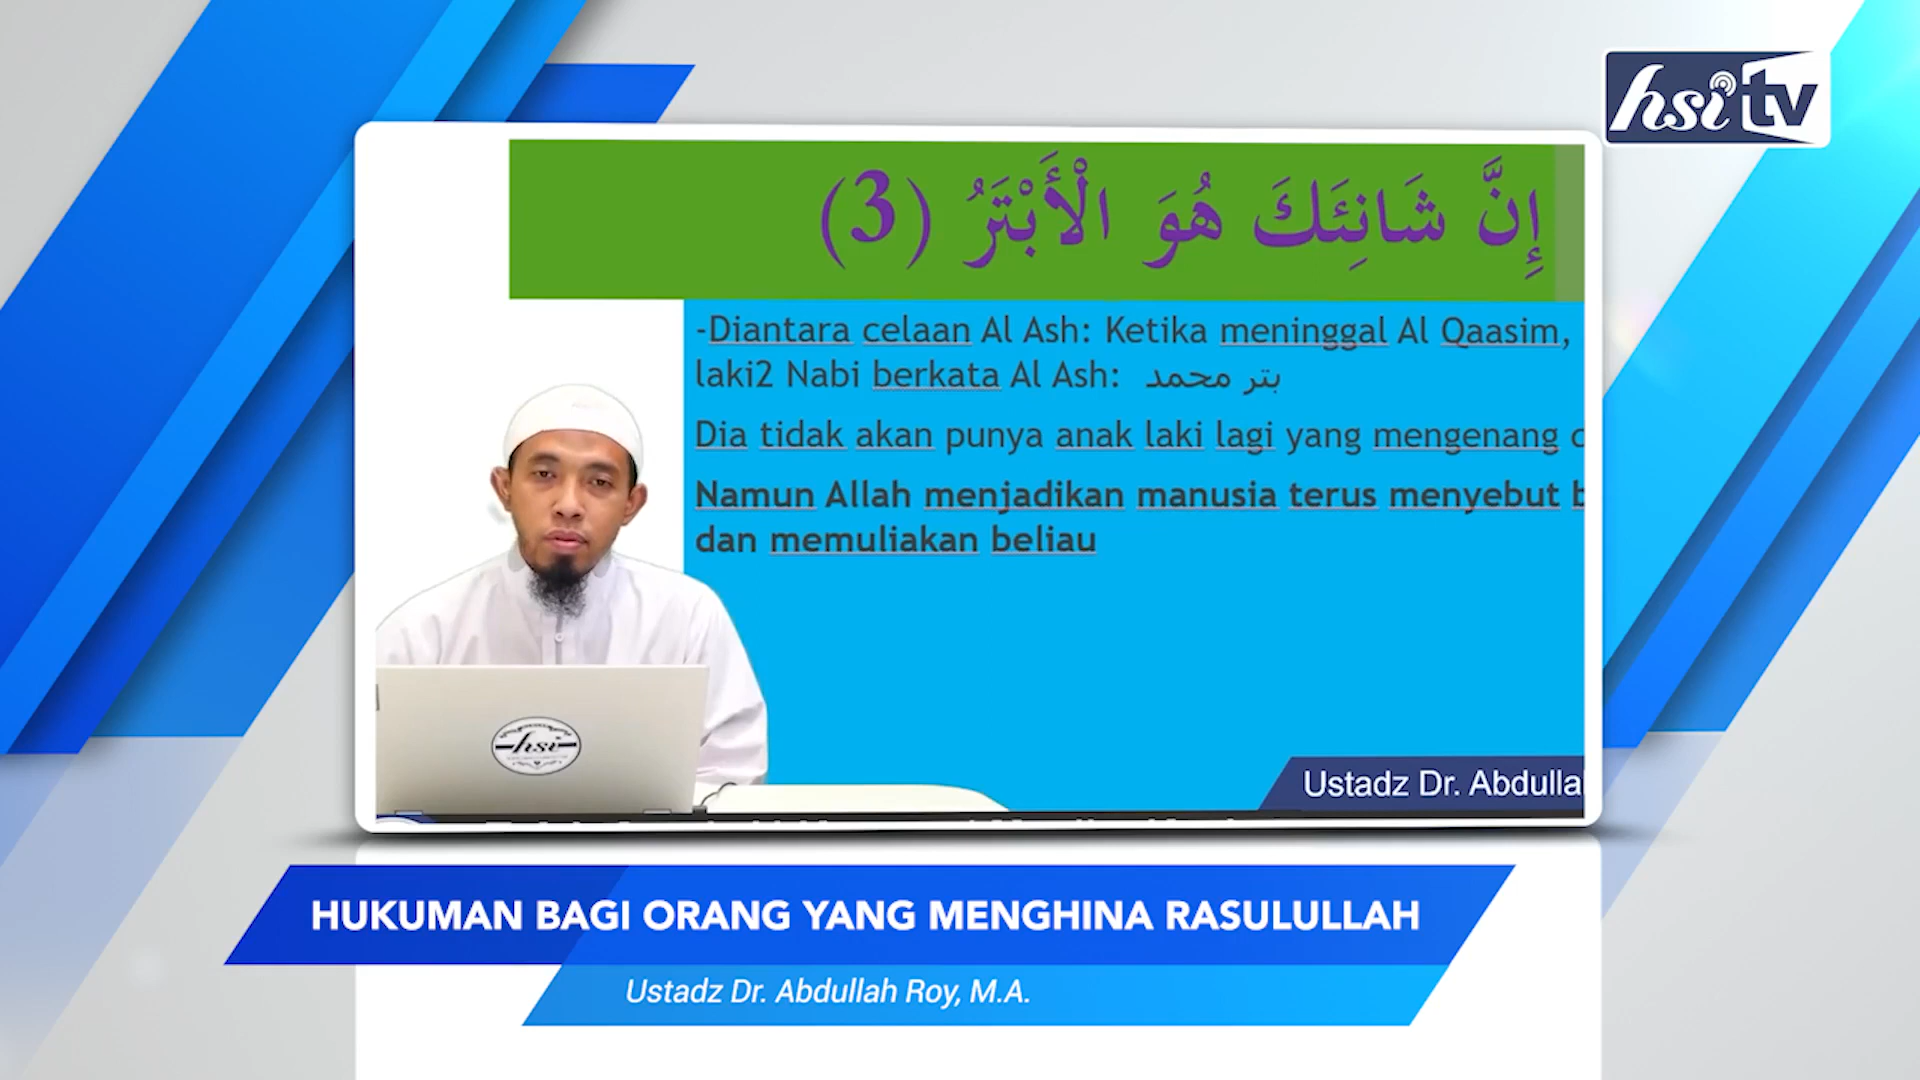 hsi tv
إِنَّ شَانِئَكَ هُوَ الْأَبْتَرُ (3)
-Diantara celaan Al Ash: Ketika meninggal Al Qaasim,
laki2 Nabi berkata Al Ash: بتر محمد
Dia tidak akan punya anak laki lagi yang mengenang
Namun Allah menjadikan manusia terus menyebut
dan memuliakan beliau
hsi
Ustadz Dr. Abdulla
HUKUMAN BAGI ORANG YANG MENGHINA RASULULLAH
Ustadz Dr. Abdullah Roy, M.A.